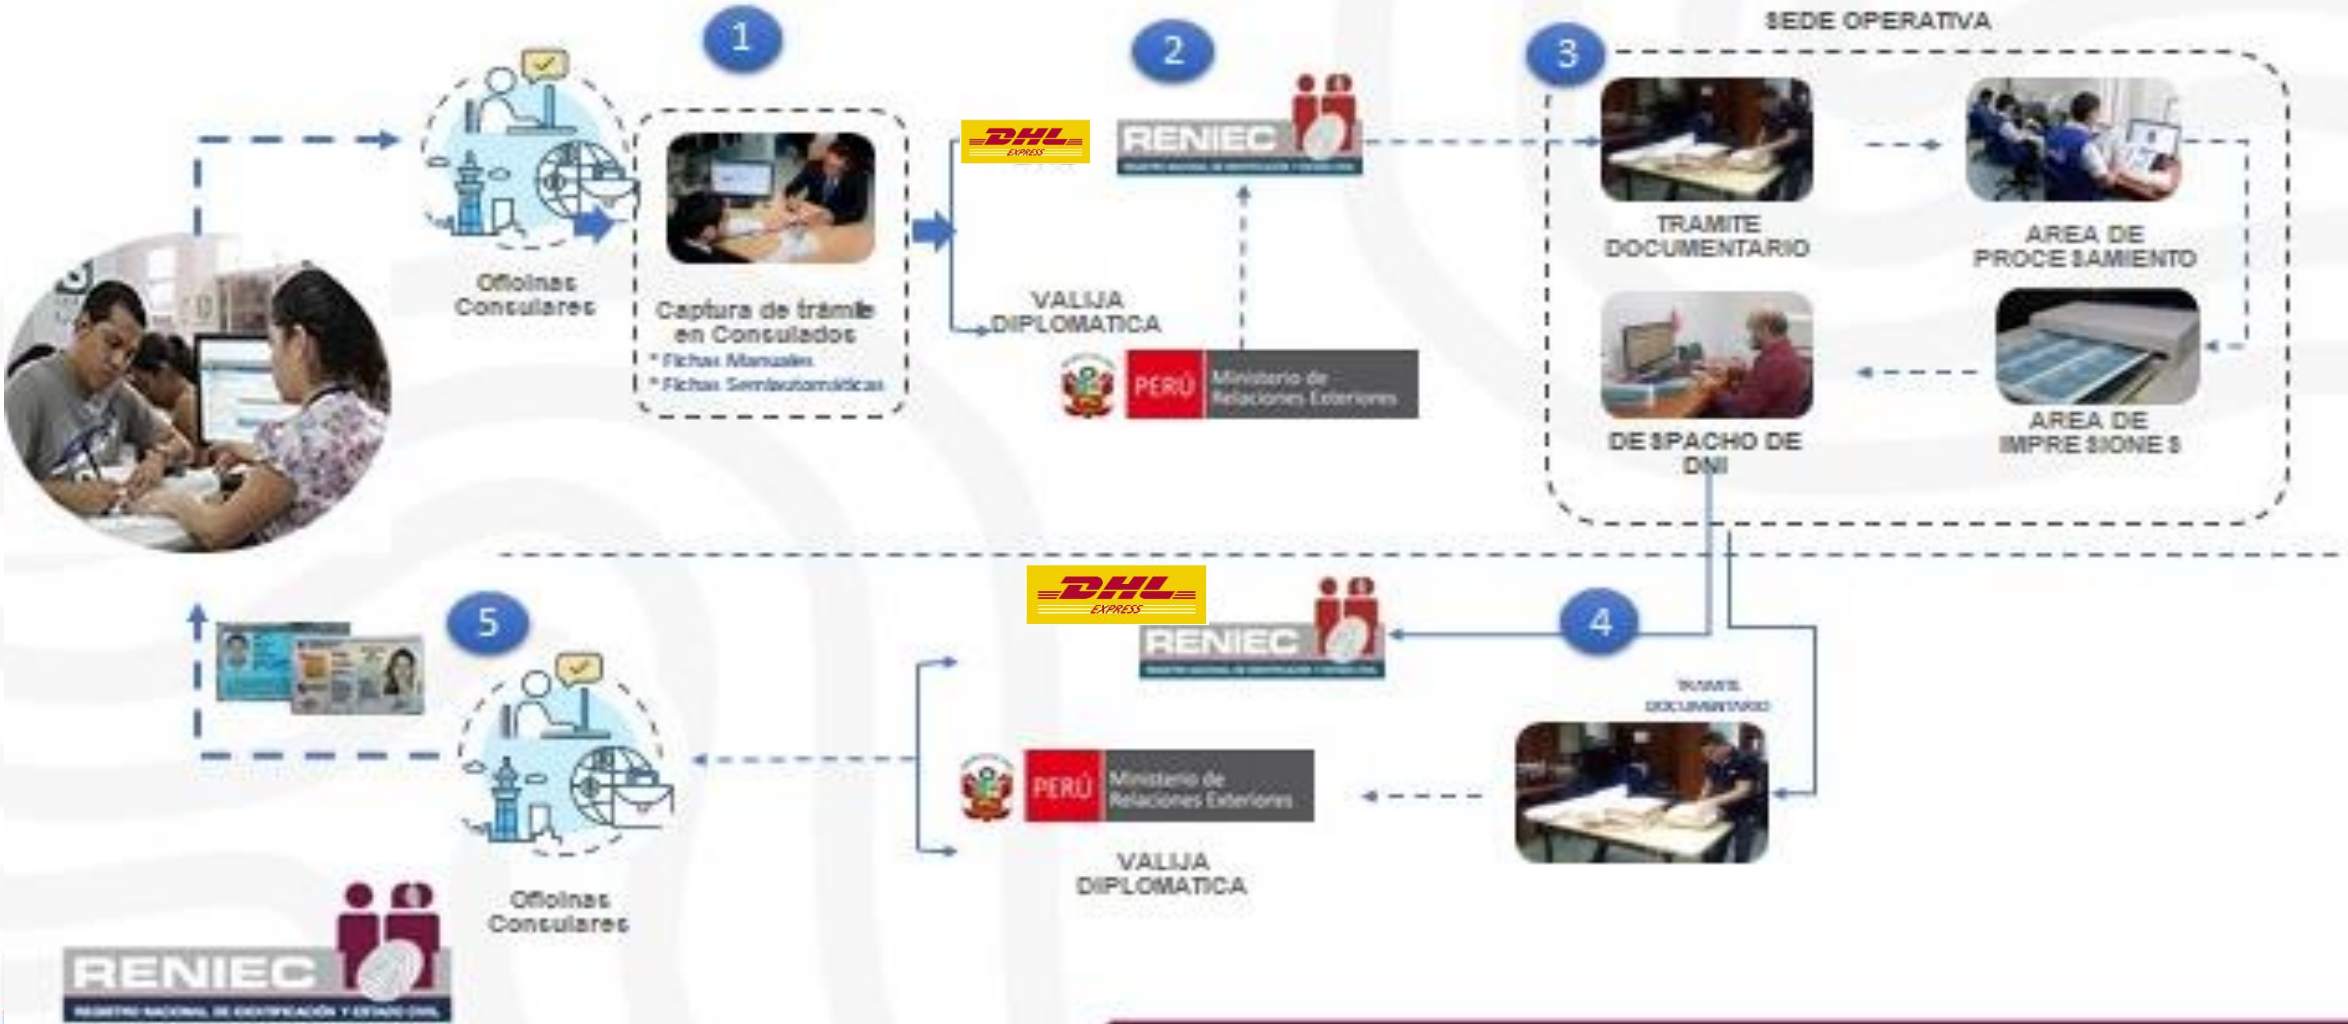 1
2
3
SEDE OPERATIVA
DHL
EXPRESS
RENIEC
TRAMITE
DOCUMENTARIO
AREA DE
PROCESAMIENTO
Oficinas
Consulares
Captura de trámite
en Consulados
* Fichas Manuales
* Fichas Semiautomáticas
VALIJA
DIPLOMATICA
PERÚ
Ministerio de
Relaciones Exteriores
DESPACHO DE
DNI
AREA DE
IMPRESIONES
DHL
EXPRESS
RENIEC
4
5
TRAMITE
DOCUMENTARIO
PERÚ
Ministerio de
Relaciones Exteriores
VALIJA
DIPLOMATICA
Oficinas
Consulares
RENIEC
REGISTRO NACIONAL DE IDENTIFICACIÓN Y ESTADO CIVIL